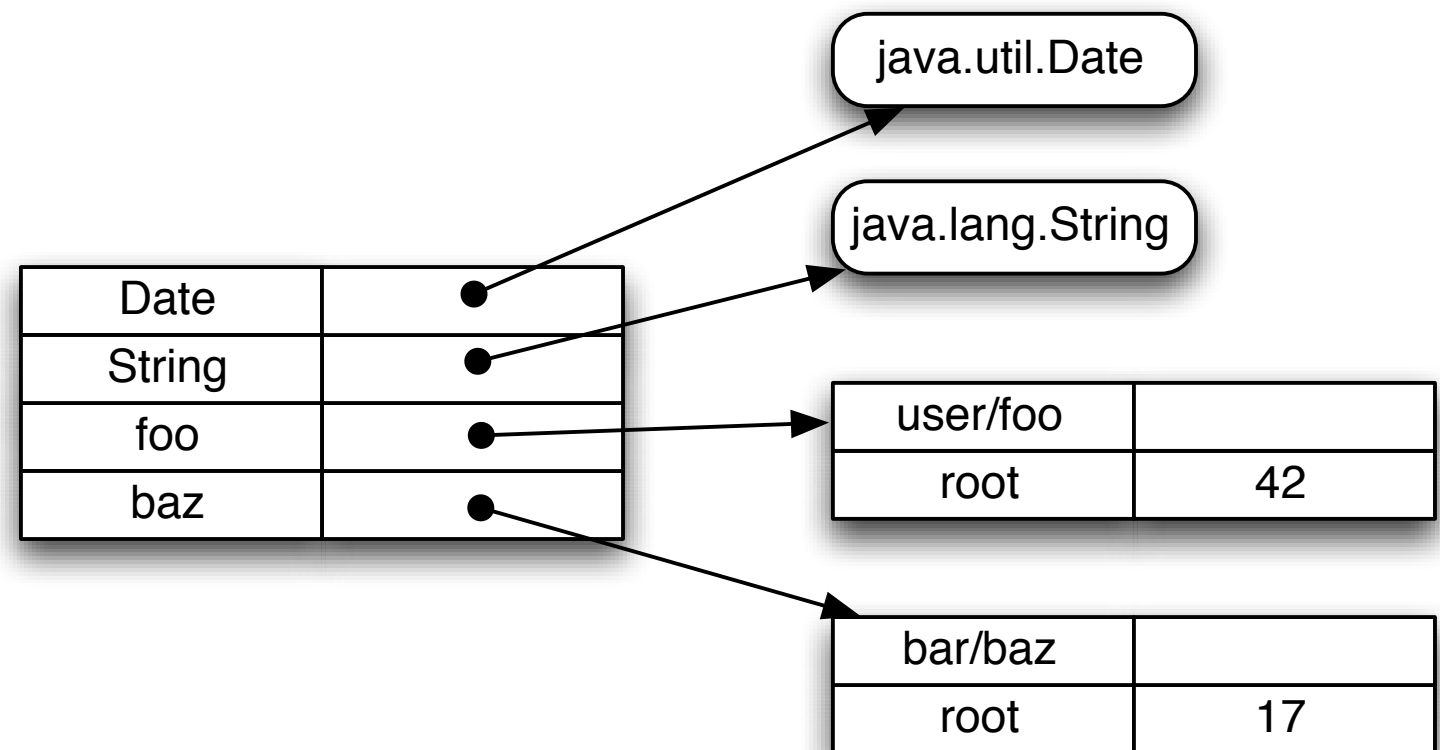 java.util.Date
java.lang.String
Date
String
foo
baz
user/foo
root 42
bar/baz
root 17